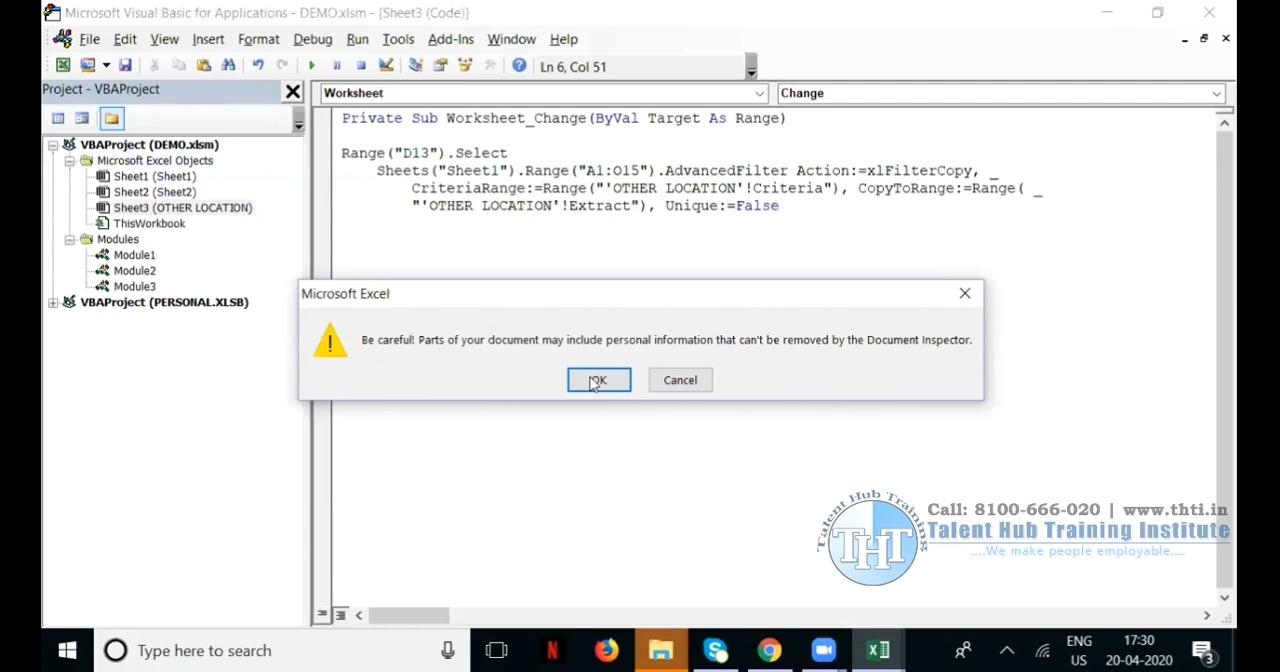 Microsoft Visual Basic for Applications - DEMO.xlsm - [Sheet3 (Code)]
File Edit View Insert Format Debug Run Tools Add-Ins Window Help
Ln 6, Col 51
Project - VBAProject
Worksheet
Change
VBAProject (DEMO.xlsm)
Microsoft Excel Objects
Sheet1 (Sheet1)
Sheet2 (Sheet2)
Sheet3 (OTHER LOCATION)
ThisWorkbook
Modules
Module1
Module2
Module3
VBAProject (PERSONAL.XLSB)
Private Sub Worksheet_Change(ByVal Target As Range)
Range("D13").Select
Sheets("Sheet1").Range("A1:O15").AdvancedFilter Action:=xlFilterCopy, _
CriteriaRange:=Range("'OTHER LOCATION'!Criteria"), CopyToRange:=Range( _
"'OTHER LOCATION'!Extract"), Unique:=False
Microsoft Excel
Be careful! Parts of your document may include personal information that can't be removed by the Document Inspector.
OK
Cancel
Talent Hub Training
THT
Call: 8100-666-020 | www.thti.in
Talent Hub Training Institute
....We make people employable....
Type here to search
N
ENG
US
17:30
20-04-2020
3